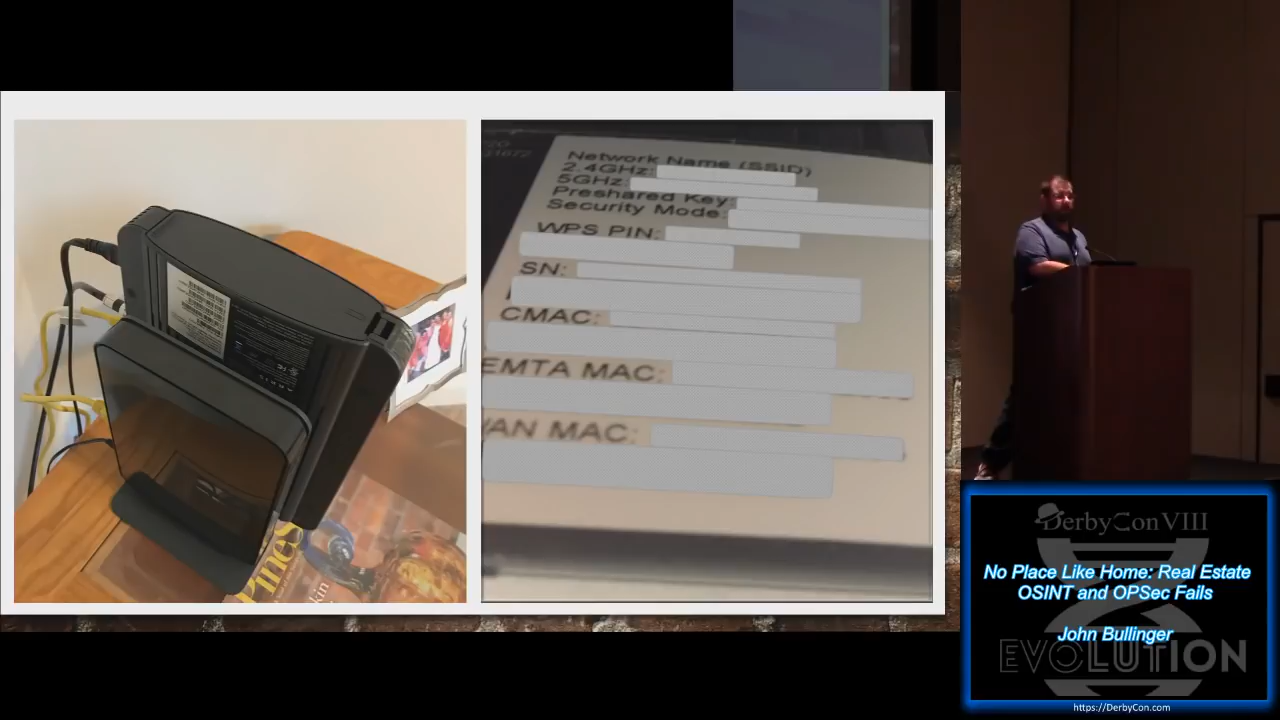 Network Name (SSID)
2.4GHz:
5GHz:
Preshared Key:
Security Mode:
WPS PIN:
SN:
CMAC:
EMTA MAC:
WAN MAC:
ARRIS
DerbyCon VIII
No Place Like Home: Real Estate
OSINT and OPSec Fails
John Bullinger
EVOLUTION
https://DerbyCon.com